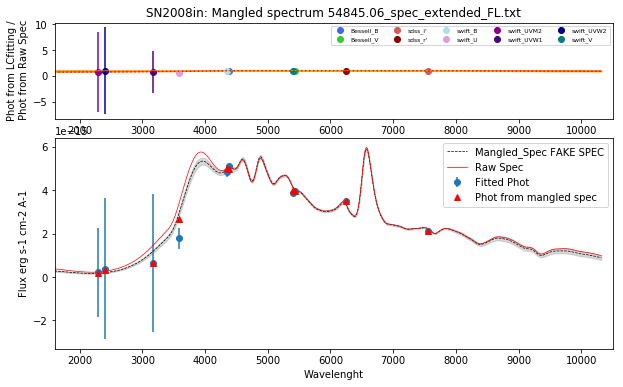 SN2008in: Mangled spectrum 54845.06_spec_extended_FL.txt
Phot from LCfitting /
Phot from Raw Spec
10
5
0
−5
Bessell_B
Bessell_V
sdss_i'
sdss_r'
swift_B
swift_U
swift_UVM2
swift_UVW1
swift_UVW2
swift_V
2000 3000 4000 5000 6000 7000 8000 9000 10000
1e−15
Flux erg s-1 cm-2 A-1
6
4
2
0
−2
Mangled_Spec FAKE SPEC
Raw Spec
Fitted Phot
Phot from mangled spec
2000 3000 4000 5000 6000 7000 8000 9000 10000
Wavelenght